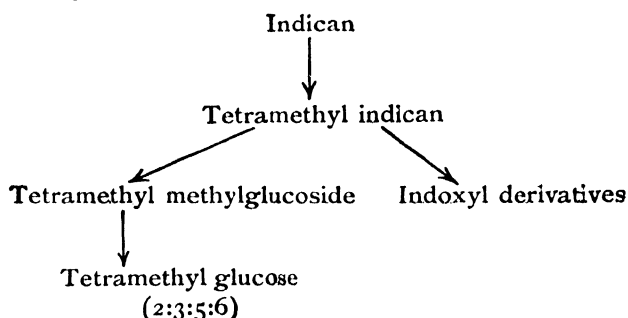 Indican
Tetramethyl indican
Tetramethyl methylglucoside Indoxyl derivatives
Tetramethyl glucose
(2:3:5:6)